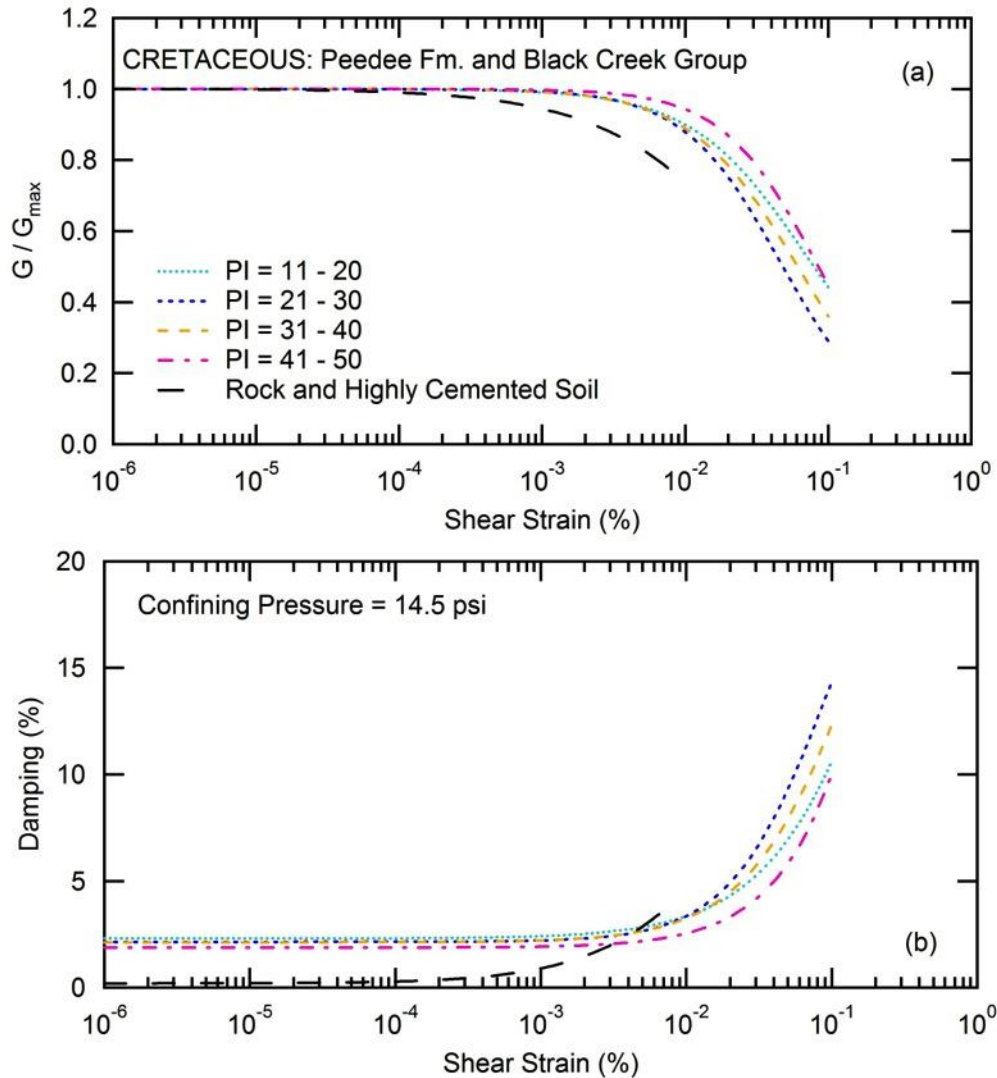 1.2
CRETACEOUS: Peedee Fm. and Black Creek Group
(a)
1.0
0.8
0.6
0.4
0.2
0.0
G / Gmax
PI = 11 - 20
PI = 21 - 30
PI = 31 - 40
PI = 41 - 50
Rock and Highly Cemented Soil
10⁻⁶ 10⁻⁵ 10⁻⁴ 10⁻³ 10⁻² 10⁻¹ 10⁰
Shear Strain (%)
20
Confining Pressure = 14.5 psi
15
10
5
0
Damping (%)
(b)
10⁻⁶ 10⁻⁵ 10⁻⁴ 10⁻³ 10⁻² 10⁻¹ 10⁰
Shear Strain (%)